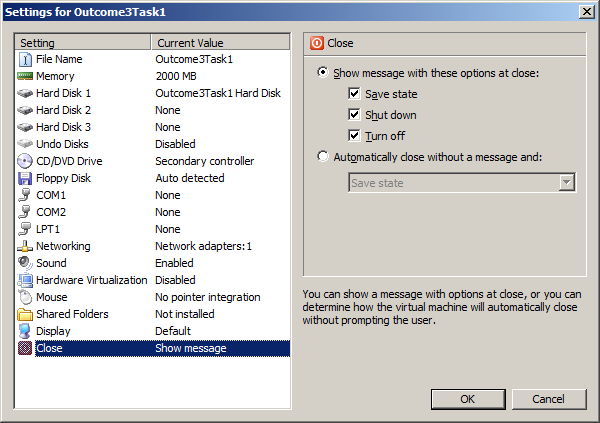 Settings for Outcome3Task1
Setting Current Value
File Name Outcome3Task1
Memory 2000 MB
Hard Disk 1 Outcome3Task1 Hard Disk
Hard Disk 2 None
Hard Disk 3 None
Undo Disks Disabled
CD/DVD Drive Secondary controller
Floppy Disk Auto detected
COM1 None
COM2 None
LPT1 None
Networking Network adapters:1
Sound Enabled
Hardware Virtualization Disabled
Mouse No pointer integration
Shared Folders Not installed
Display Default
Close Show message
Close
Show message with these options at close:
Save state
Shut down
Turn off
Automatically close without a message and:
Save state
You can show a message with options at close, or you can
determine how the virtual machine will automatically close
without prompting the user.
OK Cancel